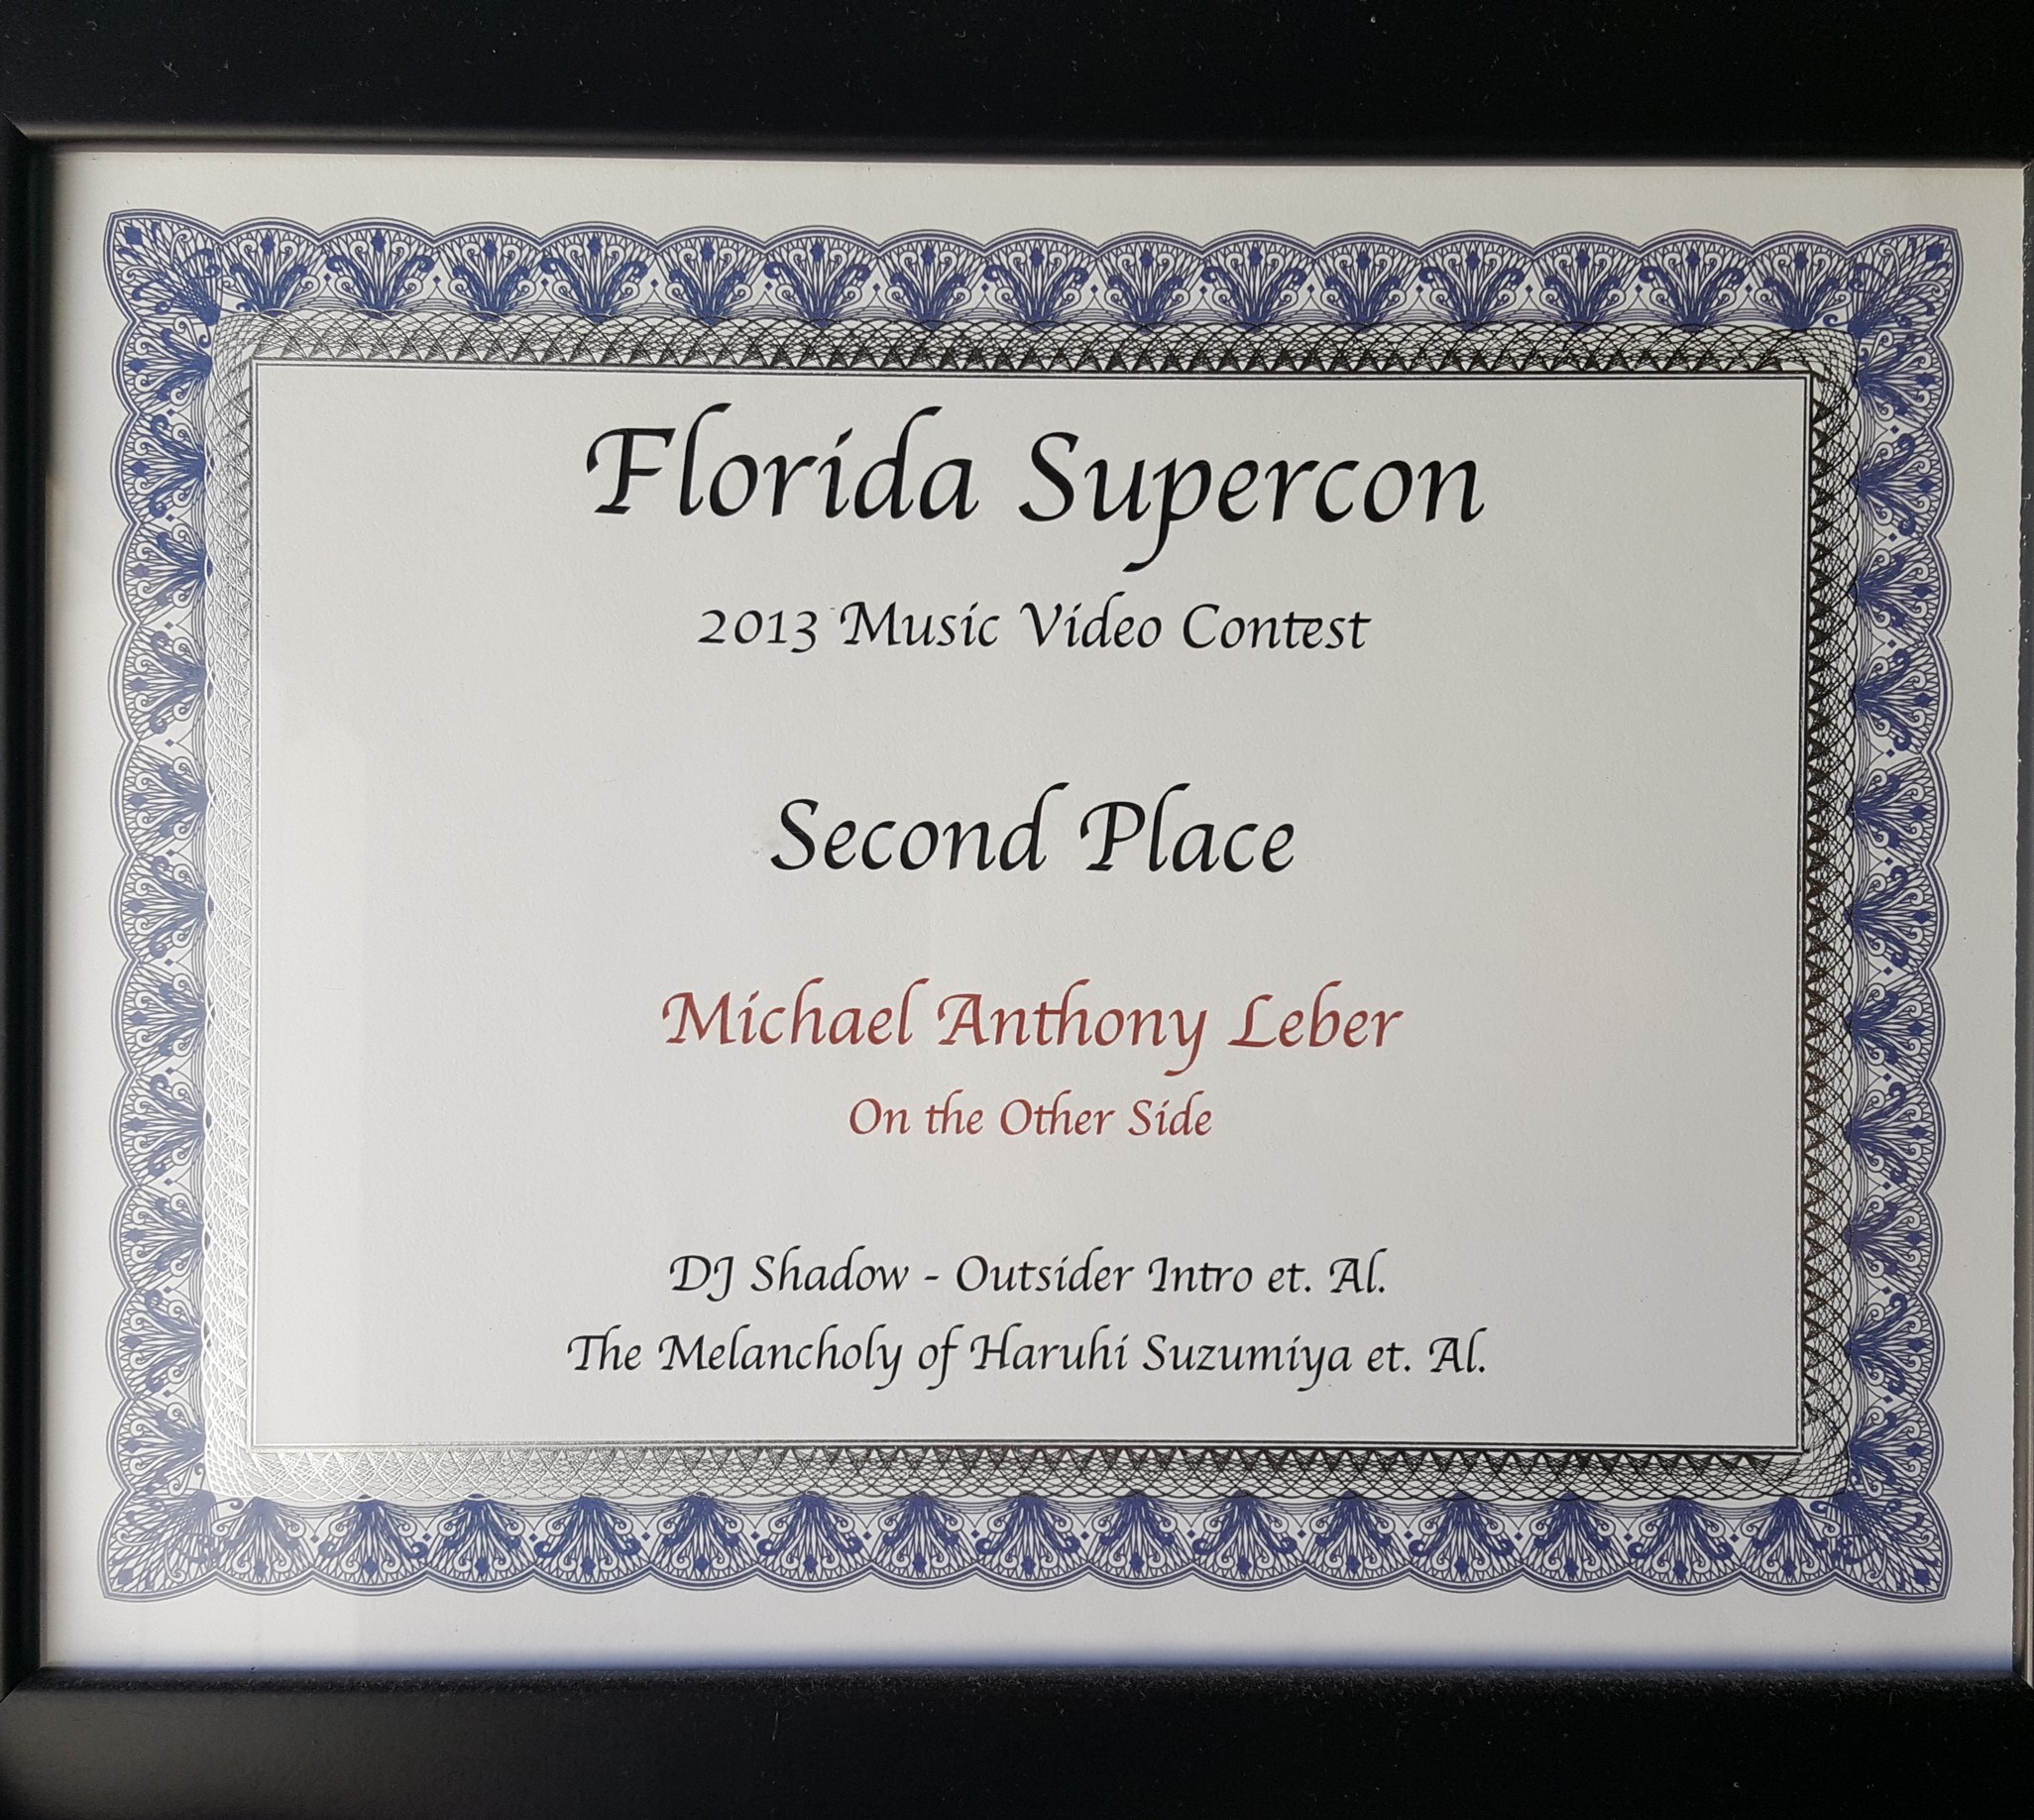 Florida Supercon
2013 Music Video Contest
Second Place
Michael Anthony Leber
On the Other Side
DJ Shadow - Outsider Intro et. Al.
The Melancholy of Haruhi Suzumiya et. Al.